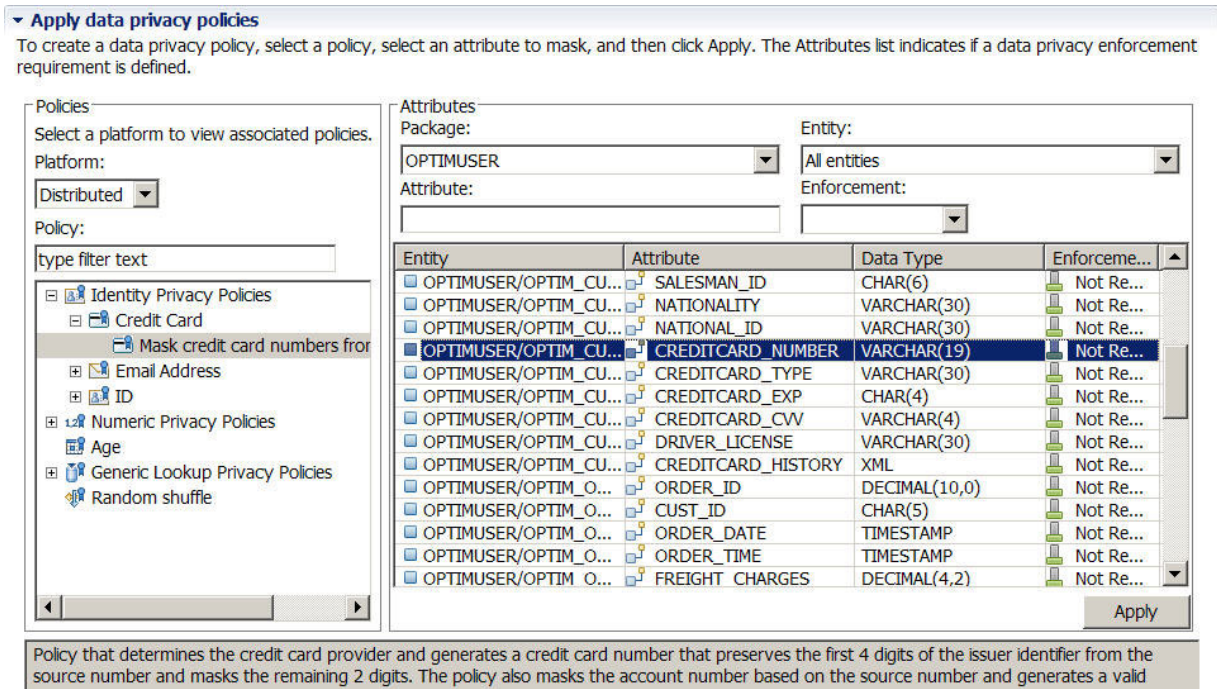 Apply data privacy policies
To create a data privacy policy, select a policy, select an attribute to mask, and then click Apply. The Attributes list indicates if a data privacy enforcement
requirement is defined.
Policies
Select a platform to view associated policies.
Platform:
Distributed
Policy:
type filter text
Identity Privacy Policies
Credit Card
Mask credit card numbers fror
Email Address
ID
Numeric Privacy Policies
Age
Generic Lookup Privacy Policies
Random shuffle
Attributes
Package: Entity:
OPTIMUSER All entities
Attribute: Enforcement:
Entity Attribute Data Type Enforceme...
OPTIMUSER/OPTIM_CU... SALESMAN_ID CHAR(6) Not Re...
OPTIMUSER/OPTIM_CU... NATIONALITY VARCHAR(30) Not Re...
OPTIMUSER/OPTIM_CU... NATIONAL_ID VARCHAR(30) Not Re...
OPTIMUSER/OPTIM_CU... CREDITCARD_NUMBER VARCHAR(19) Not Re...
OPTIMUSER/OPTIM_CU... CREDITCARD_TYPE VARCHAR(30) Not Re...
OPTIMUSER/OPTIM_CU... CREDITCARD_EXP CHAR(4) Not Re...
OPTIMUSER/OPTIM_CU... CREDITCARD_CVV VARCHAR(4) Not Re...
OPTIMUSER/OPTIM_CU... DRIVER_LICENSE VARCHAR(30) Not Re...
OPTIMUSER/OPTIM_CU... CREDITCARD_HISTORY XML Not Re...
OPTIMUSER/OPTIM_O... ORDER_ID DECIMAL(10,0) Not Re...
OPTIMUSER/OPTIM_O... CUST_ID CHAR(5) Not Re...
OPTIMUSER/OPTIM_O... ORDER_DATE TIMESTAMP Not Re...
OPTIMUSER/OPTIM_O... ORDER_TIME TIMESTAMP Not Re...
OPTIMUSER/OPTIM_O... FREIGHT_CHARGES DECIMAL(4,2) Not Re...
Apply
Policy that determines the credit card provider and generates a credit card number that preserves the first 4 digits of the issuer identifier from the
source number and masks the remaining 2 digits. The policy also masks the account number based on the source number and generates a valid